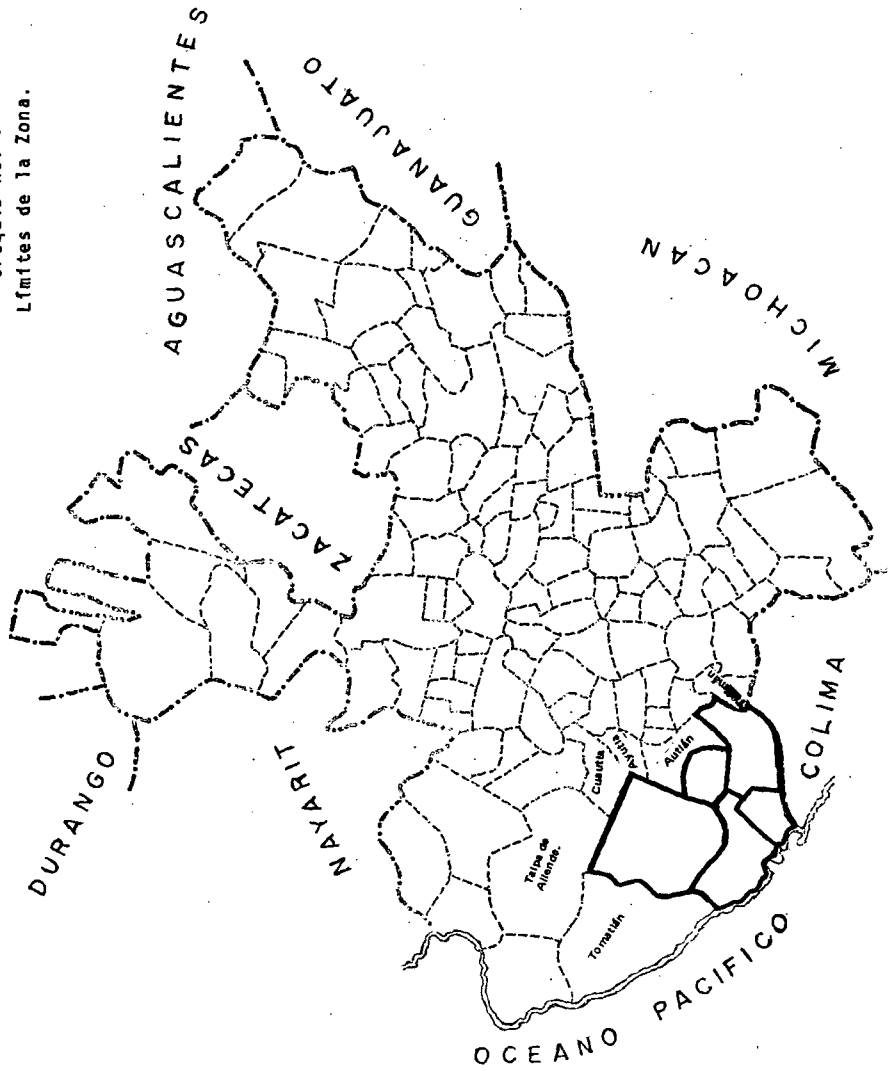 Límites de la Zona.
AGUASCALIENTES
GUANAJUATO
ZACATECAS
DURANGO
NAYARIT
MICHOACAN
COLIMA
OCEANO PACIFICO
Talpa de
Allende.
Tomatlán
Cuautla
Ayutla
Autlán